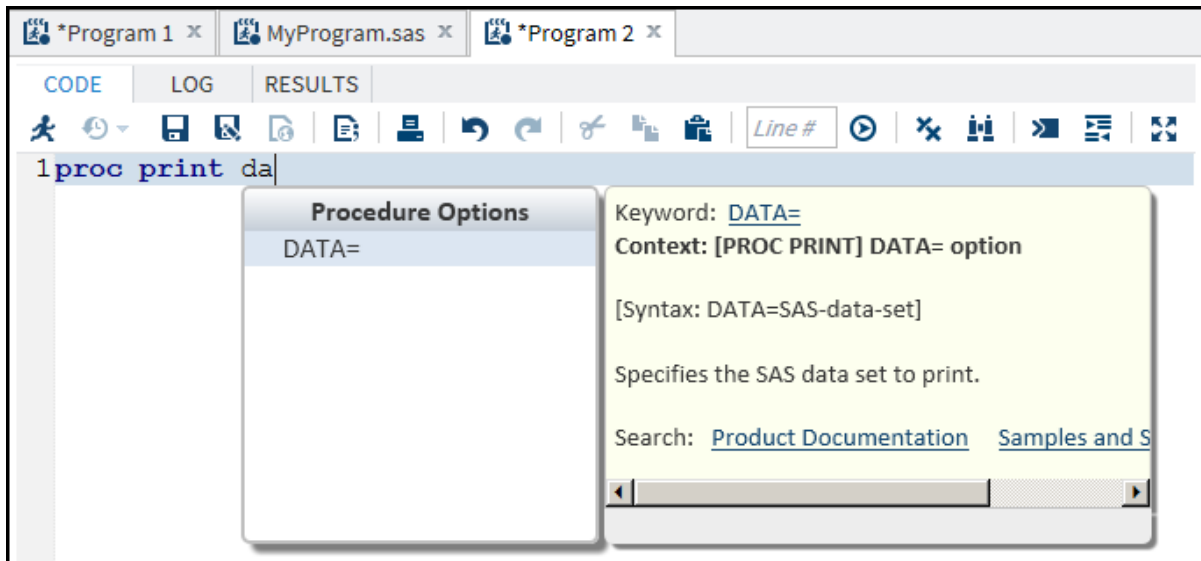 *Program 1 x MyProgram.sas x *Program 2 x
CODE LOG RESULTS
Line #
1 proc print da
Procedure Options
DATA=
Keyword: DATA=
Context: [PROC PRINT] DATA= option
[Syntax: DATA=SAS-data-set]
Specifies the SAS data set to print.
Search: Product Documentation Samples and S